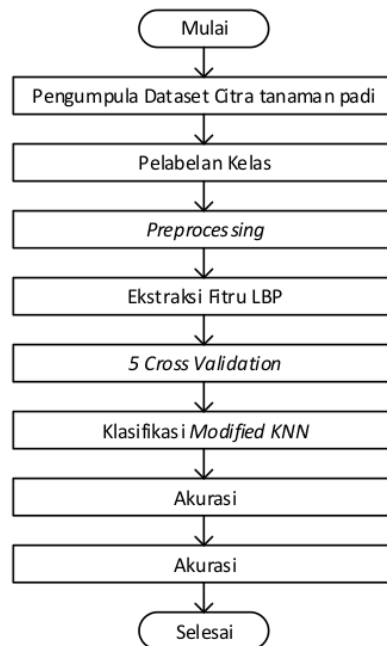 Mulai
Pengumpula Dataset Citra tanaman padi
Pelabelan Kelas
Preprocessing
Ekstraksi Fitru LBP
5 Cross Validation
Klasifikasi Modified KNN
Akurasi
Akurasi
Selesai